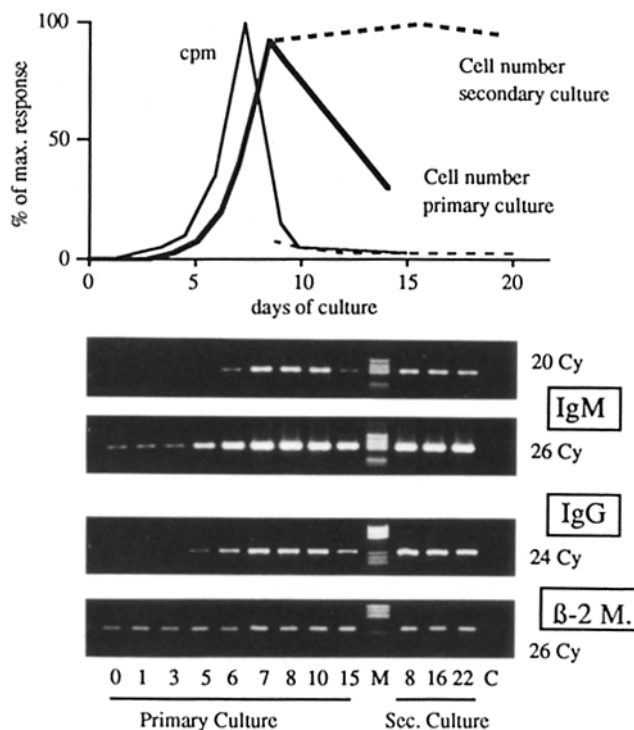 100
50
0
% of max. response
cpm
Cell number
secondary culture
Cell number
primary culture
0 5 10 15 20
days of culture
20 Cy
IgM
26 Cy
IgG
24 Cy
ß-2 M.
26 Cy
0 1 3 5 6 7 8 10 15 M 8 16 22 C
Primary Culture Sec. Culture